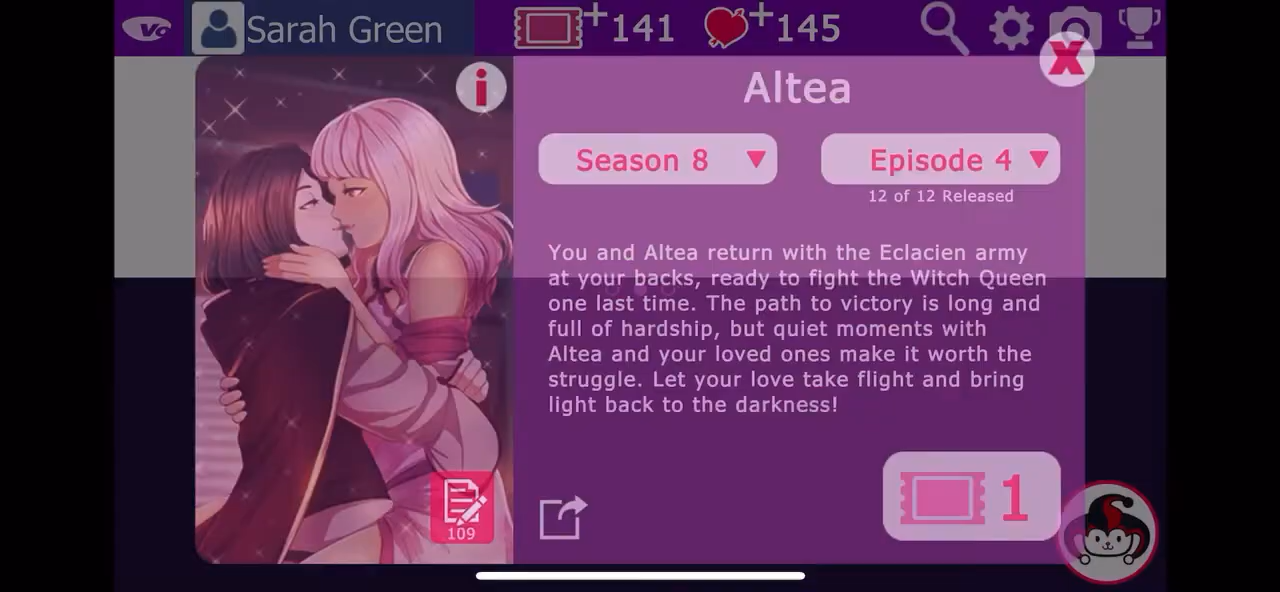 Sarah Green
+141
+145
i
X
Altea
Season 8
Episode 4
12 of 12 Released
You and Altea return with the Eclacien army
at your backs, ready to fight the Witch Queen
one last time. The path to victory is long and
full of hardship, but quiet moments with
Altea and your loved ones make it worth the
struggle. Let your love take flight and bring
light back to the darkness!
109
1